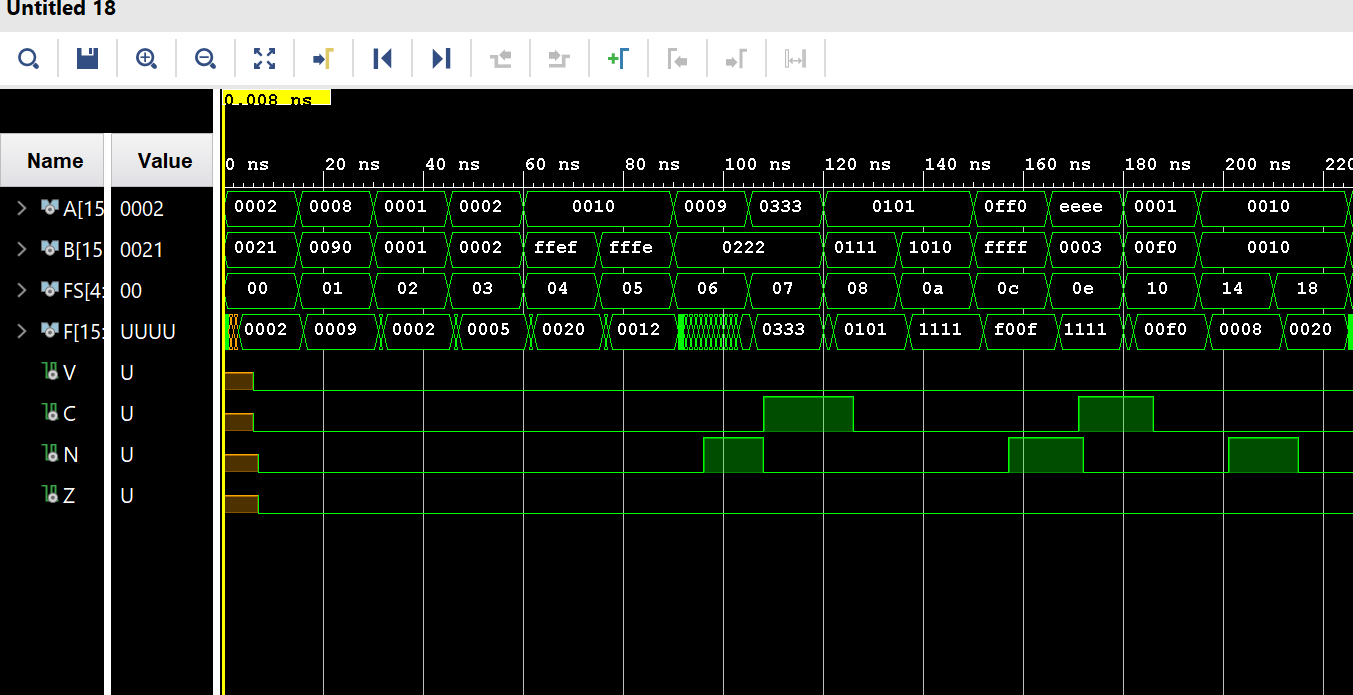 Untitled 18
0.008 ns
Name Value
0 ns 20 ns 40 ns 60 ns 80 ns 100 ns 120 ns 140 ns 160 ns 180 ns 200 ns 220
A[15 0002 0002 0008 0001 0002 0010 0009 0333 0101 0ff0 eeee 0001 0010
B[15 0021 0021 0090 0001 0002 ffef fffe 0222 0111 1010 ffff 0003 00f0 0010
FS[4: 00 00 01 02 03 04 05 06 07 08 0a 0c 0e 10 14 18
F[15: UUUU 0002 0009 0002 0005 0020 0012 0333 0101 1111 f00f 1111 00f0 0008 0020
V U
C U
N U
Z U